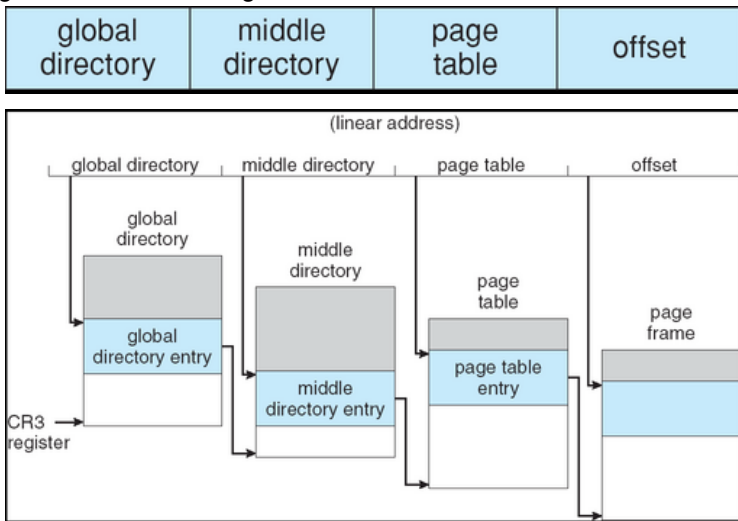 global directory
middle directory
page table
offset
(linear address)
global directory
middle directory
page table
offset
global
directory
middle
directory
page
table
page
frame
global
directory entry
middle
directory entry
page table
entry
CR3
register